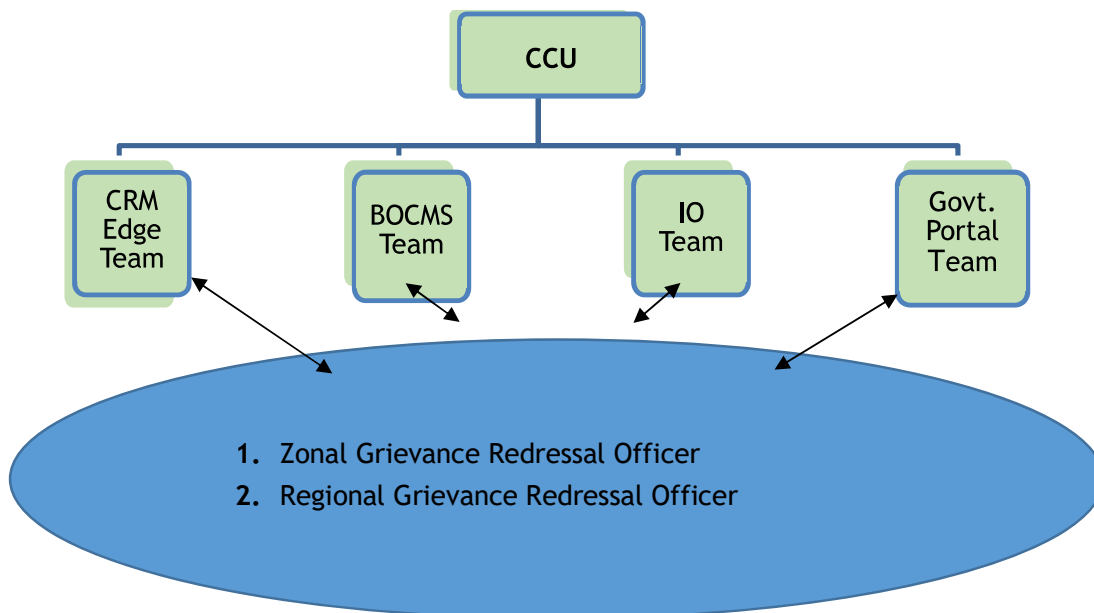 CCU
CRM
Edge
Team
BOCMS
Team
IO
Team
Govt.
Portal
Team
1. Zonal Grievance Redressal Officer
2. Regional Grievance Redressal Officer